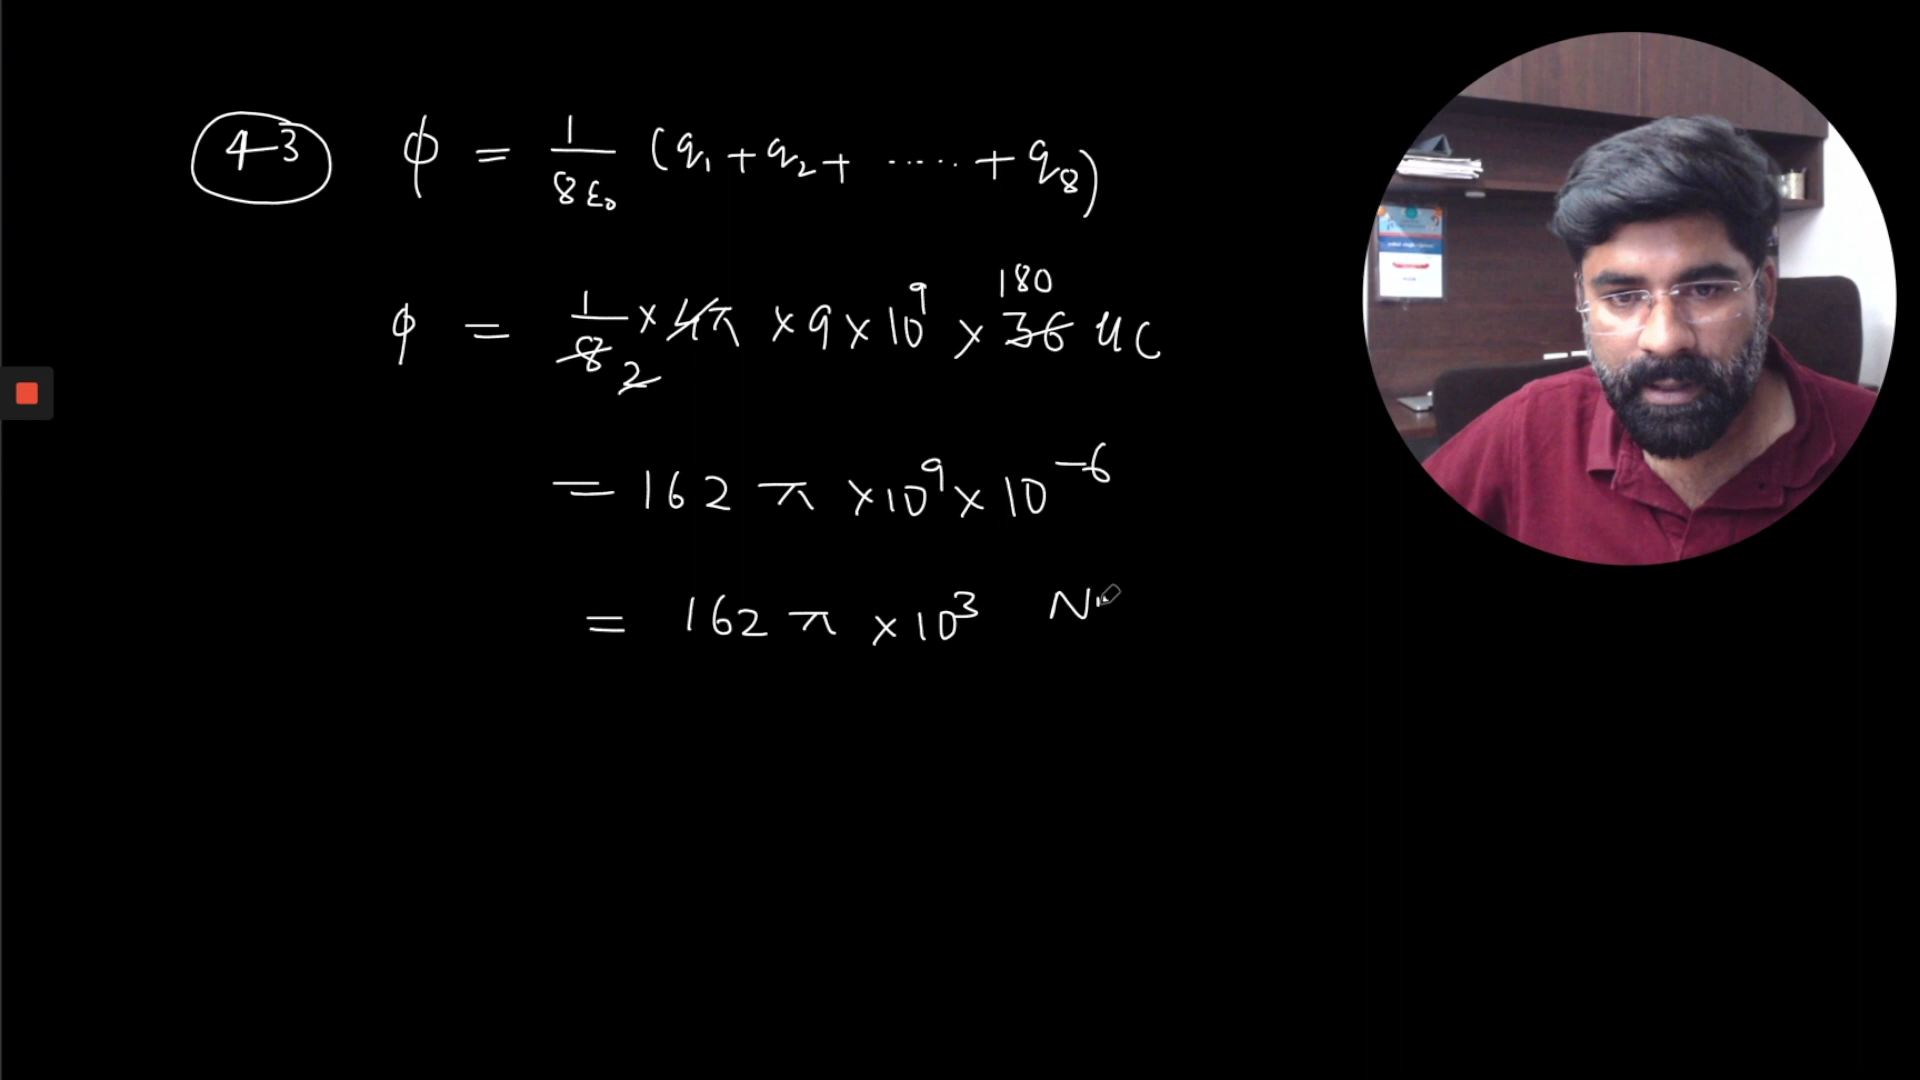 43 ϕ = 1/8ε₀ (q₁ + q₂ + ..... + q₈)
180
ϕ = 1/8 2 × 4π × 9 × 10⁹ × 36 μC
= 162 π × 10⁹ × 10⁻⁶
= 162 π × 10³ N